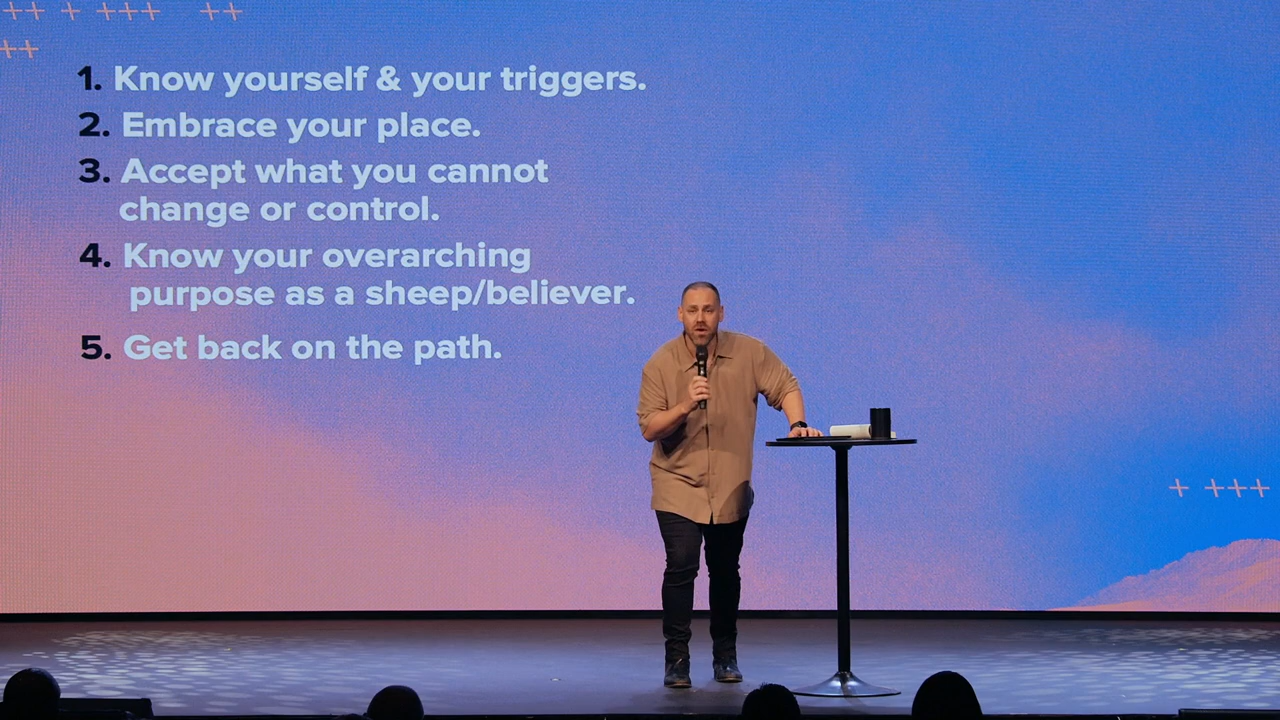 1. Know yourself & your triggers.
2. Embrace your place.
3. Accept what you cannot
change or control.
4. Know your overarching
purpose as a sheep/believer.
5. Get back on the path.